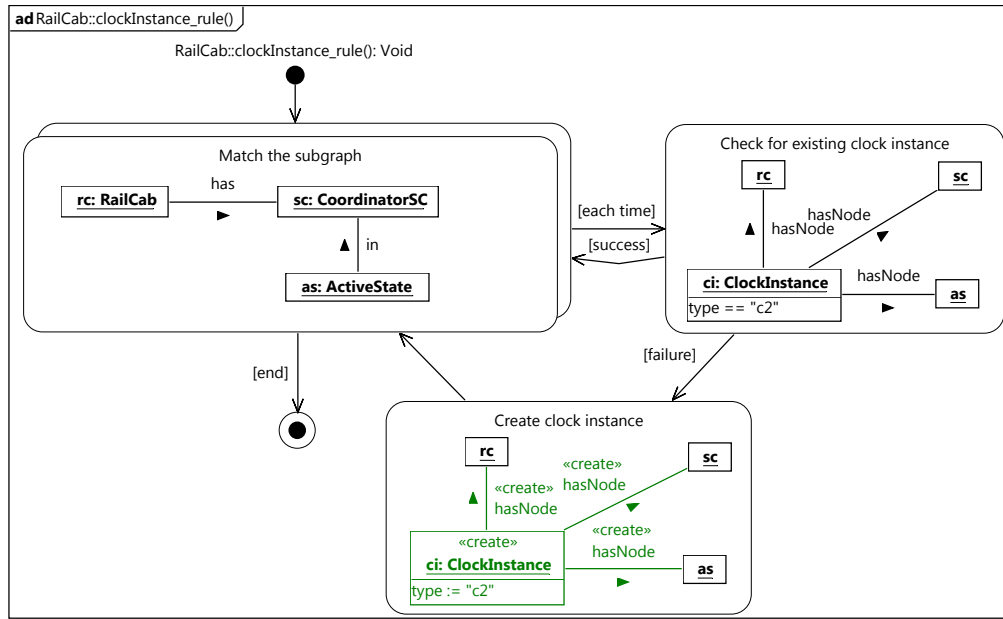 ad RailCab::clockInstance_rule()
RailCab::clockInstance_rule(): Void
Match the subgraph
rc: RailCab
has
sc: CoordinatorSC
in
as: ActiveState
[each time]
[success]
Check for existing clock instance
rc
sc
hasNode
hasNode
ci: ClockInstance
type == "c2"
hasNode
as
[end]
[failure]
Create clock instance
rc
sc
«create»
hasNode
«create»
hasNode
«create»
ci: ClockInstance
type := "c2"
«create»
hasNode
as